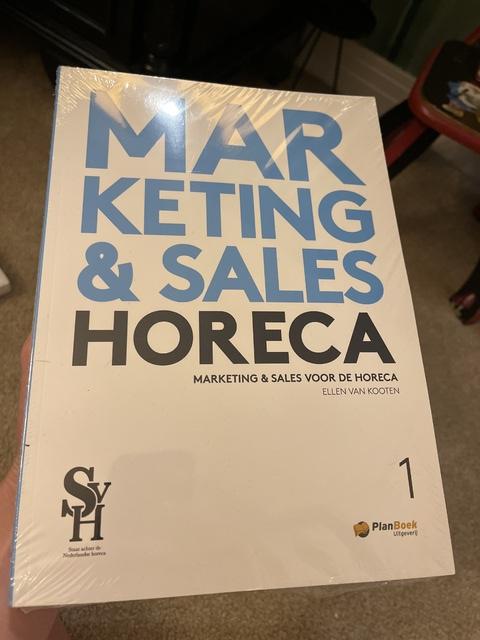 MAR
KETING
& SALES
HORECA
MARKETING & SALES VOOR DE HORECA
ELLEN VAN KOOTEN
1
SVH
Staat achter de
Nederlandse horeca
PlanBoek
Uitgeverij